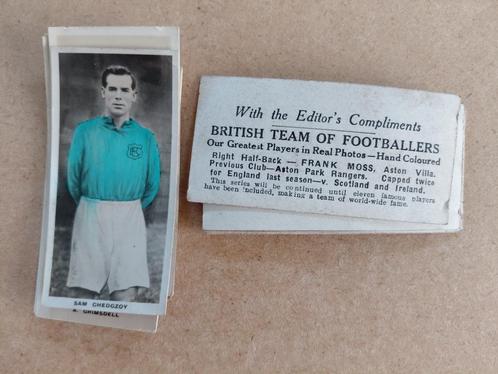 SAM CHEDGZOY
A. GRIMSDELL
With the Editor's Compliments
BRITISH TEAM OF FOOTBALLERS
Our Greatest Players in Real Photos—Hand Coloured
Right Half-Back — FRANK MOSS, Aston Villa.
Previous Club—Aston Park Rangers. Capped twice
for England last season—v. Scotland and Ireland.
This series will be continued until eleven famous players
have been included, making a team of world-wide fame.